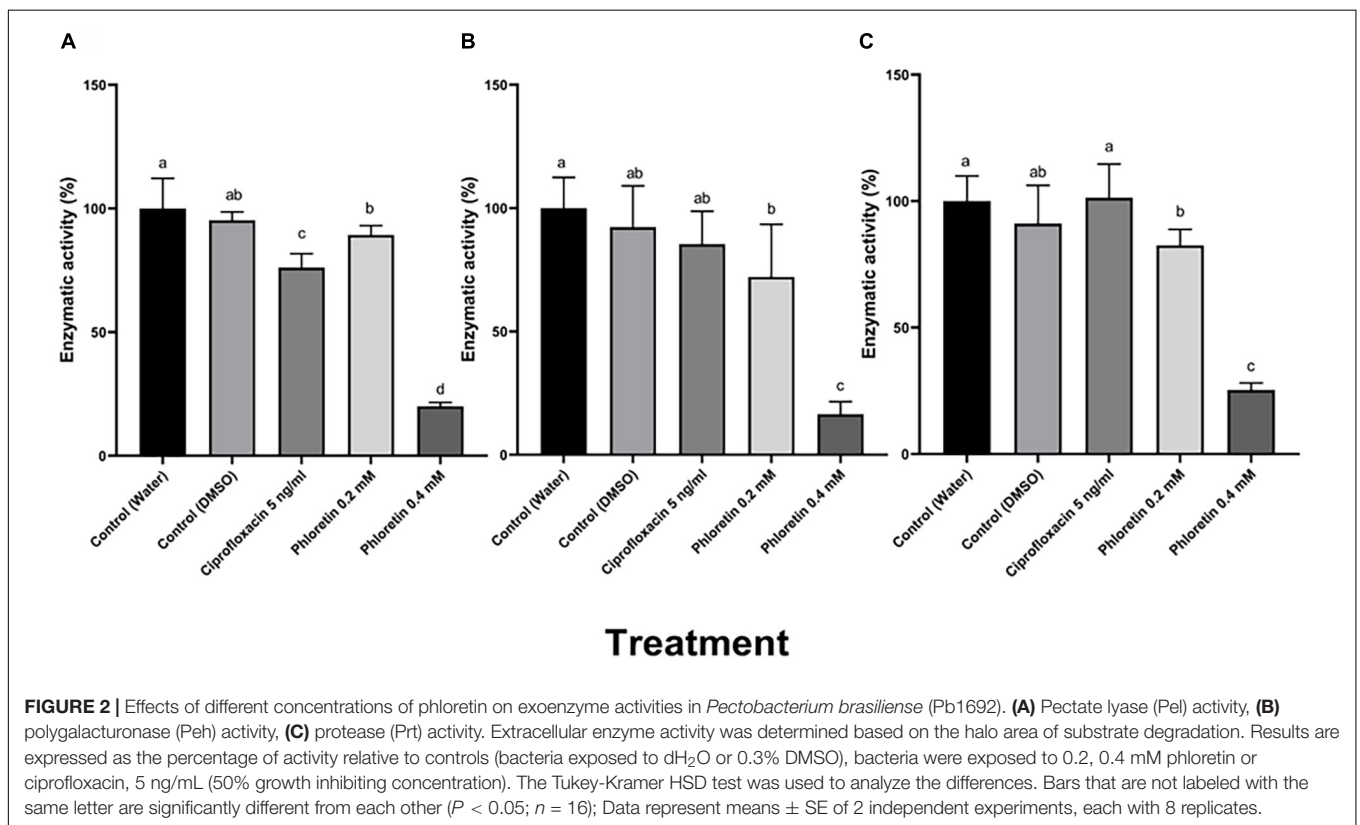 A
B
C
Enzymatic activity (%)
150
100
50
0
a
ab
c
b
d
Control (Water)
Control (DMSO)
Ciprofloxacin 5 ng/ml
Phloretin 0.2 mM
Phloretin 0.4 mM
Enzymatic activity (%)
150
100
50
0
a
ab
ab
b
c
Control (Water)
Control (DMSO)
Ciprofloxacin 5 ng/ml
Phloretin 0.2 mM
Phloretin 0.4 mM
Enzymatic activity (%)
150
100
50
0
a
ab
a
b
c
Control (Water)
Control (DMSO)
Ciprofloxacin 5 ng/ml
Phloretin 0.2 mM
Phloretin 0.4 mM
Treatment
FIGURE 2 | Effects of different concentrations of phloretin on exoenzyme activities in Pectobacterium brasiliense (Pb1692). (A) Pectate lyase (Pel) activity, (B)
polygalacturonase (Peh) activity, (C) protease (Prt) activity. Extracellular enzyme activity was determined based on the halo area of substrate degradation. Results are
expressed as the percentage of activity relative to controls (bacteria exposed to dH₂O or 0.3% DMSO), bacteria were exposed to 0.2, 0.4 mM phloretin or
ciprofloxacin, 5 ng/mL (50% growth inhibiting concentration). The Tukey-Kramer HSD test was used to analyze the differences. Bars that are not labeled with the
same letter are significantly different from each other (P < 0.05; n = 16); Data represent means ± SE of 2 independent experiments, each with 8 replicates.